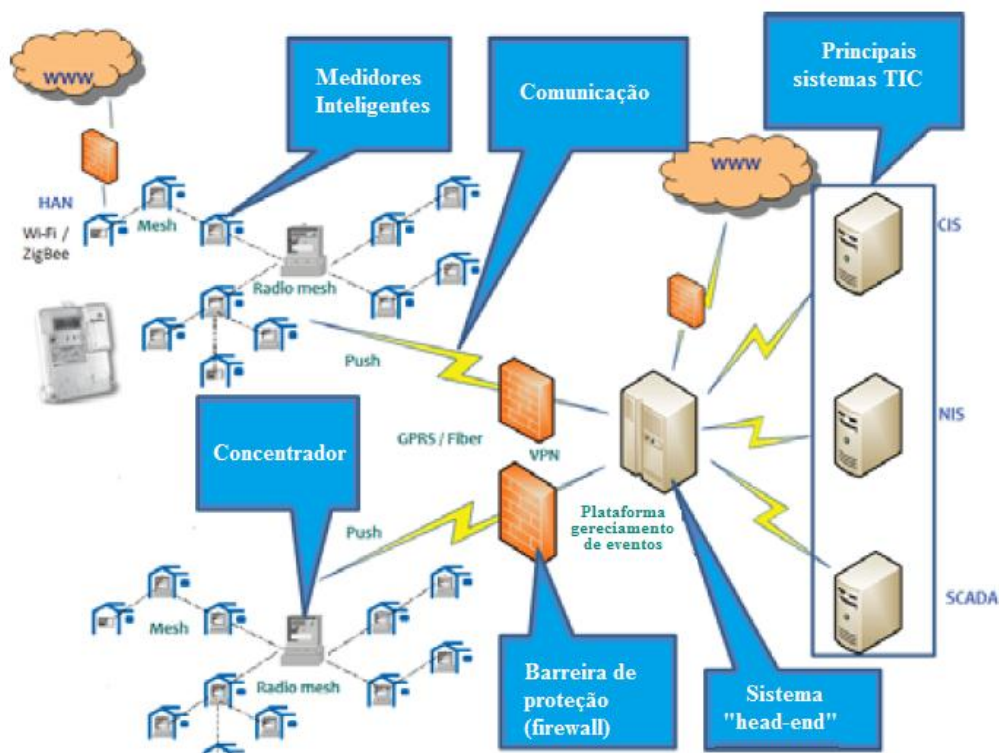 Principais
sistemas TIC
Medidores
Inteligentes
Comunicação
www
www
HAN
Wi-Fi /
ZigBee
Mesh
Radio mesh
CIS
Push
GPRS / Fiber
VPN
NIS
Concentrador
Plataforma
gereciamento
de eventos
Push
SCADA
Mesh
Radio mesh
Barreira de
proteção
(firewall)
Sistema
"head-end"